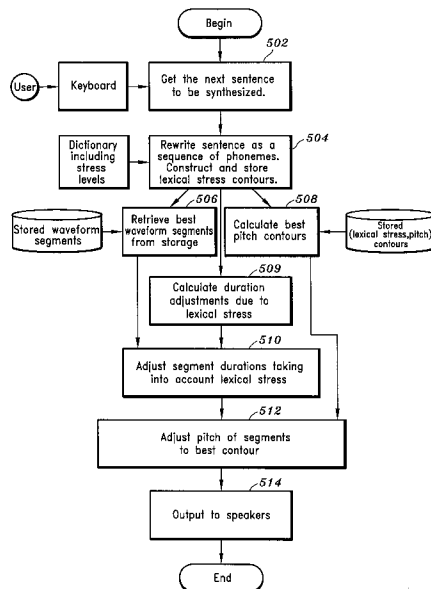 Begin
502
User
Keyboard
Get the next sentence
to be synthesized.
504
Dictionary
including
stress
levels
Rewrite sentence as a
sequence of phonemes.
Construct and store
lexical stress contours.
506
508
Stored waveform
segments
Retrieve best
waveform segments
from storage
Calculate best
pitch contours
Stored
(lexical stress,pitch)
contours
509
Calculate duration
adjustments due to
lexical stress
510
Adjust segment durations taking
into account lexical stress
512
Adjust pitch of segments
to best contour
514
Output to speakers
End